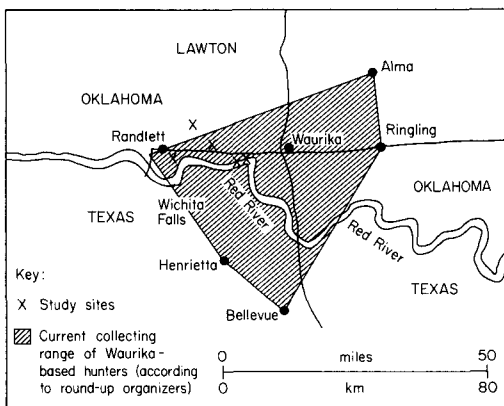 LAWTON
Alma
OKLAHOMA
Randlett
Waurika
Ringling
OKLAHOMA
TEXAS
Wichita
Falls
Red River
Red River
Henrietta
TEXAS
Bellevue
Key:
X Study sites
Current collecting
range of Waurika-
based hunters (according
to round-up organizers)
0 miles 50
0 km 80